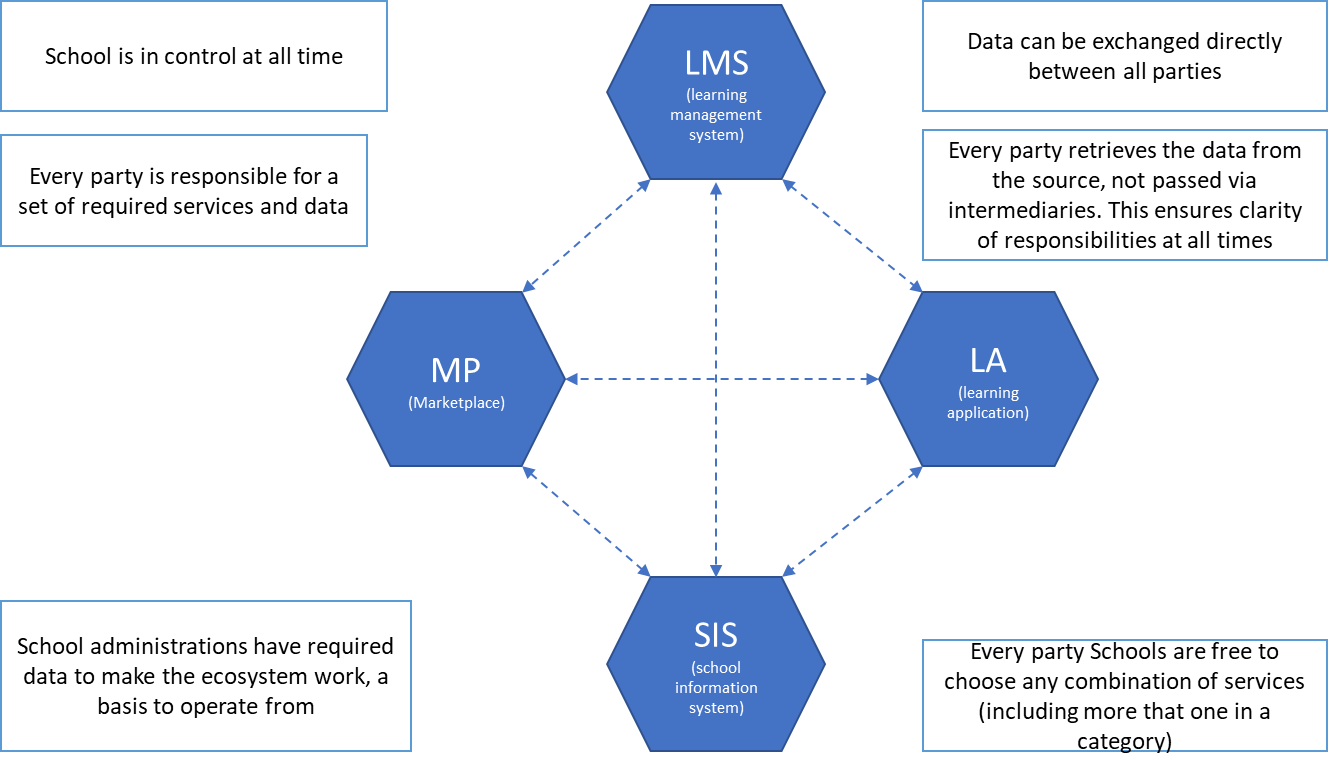 School is in control at all time
LMS
(learning
management
system)
Data can be exchanged directly
between all parties
Every party is responsible for a
set of required services and data
Every party retrieves the data from
the source, not passed via
intermediaries. This ensures clarity
of responsibilities at all times
MP
(Marketplace)
LA
(learning
application)
School administrations have required
data to make the ecosystem work, a
basis to operate from
SIS
(school
information
system)
Every party Schools are free to
choose any combination of services
(including more that one in a
category)